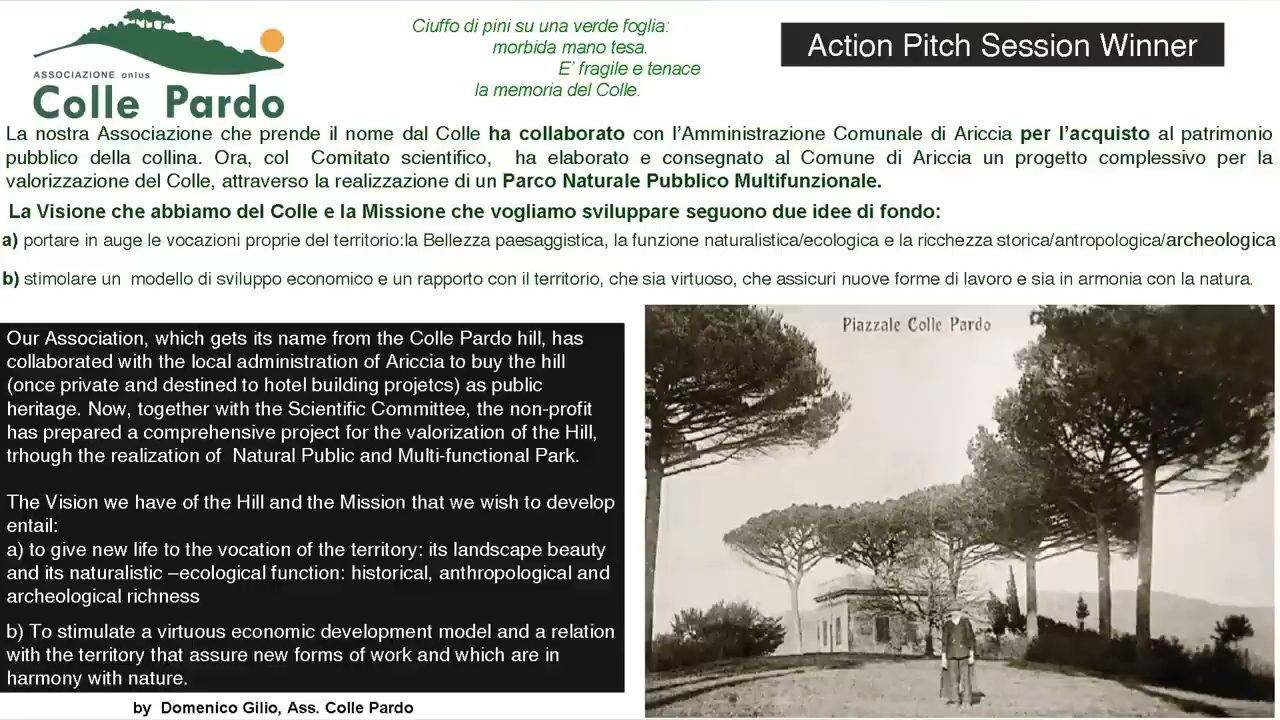 ASSOCIAZIONE onlus
Colle Pardo
Ciuffo di pini su una verde foglia:
morbida mano tesa.
E' fragile e tenace
la memoria del Colle.
Action Pitch Session Winner
La nostra Associazione che prende il nome dal Colle ha collaborato con l'Amministrazione Comunale di Ariccia per l'acquisto al patrimonio
pubblico della collina. Ora, col Comitato scientifico, ha elaborato e consegnato al Comune di Ariccia un progetto complessivo per la
valorizzazione del Colle, attraverso la realizzazione di un Parco Naturale Pubblico Multifunzionale.
La Visione che abbiamo del Colle e la Missione che vogliamo sviluppare seguono due idee di fondo:
a) portare in auge le vocazioni proprie del territorio:la Bellezza paesaggistica, la funzione naturalistica/ecologica e la ricchezza storica/antropologica/archeologica
b) stimolare un modello di sviluppo economico e un rapporto con il territorio, che sia virtuoso, che assicuri nuove forme di lavoro e sia in armonia con la natura.
Our Association, which gets its name from the Colle Pardo hill, has
collaborated with the local administration of Ariccia to buy the hill
(once private and destined to hotel building projetcs) as public
heritage. Now, together with the Scientific Committee, the non-profit
has prepared a comprehensive project for the valorization of the Hill,
trhough the realization of Natural Public and Multi-functional Park.
The Vision we have of the Hill and the Mission that we wish to develop
entail:
a) to give new life to the vocation of the territory: its landscape beauty
and its naturalistic –ecological function: historical, anthropological and
archeological richness
b) To stimulate a virtuous economic development model and a relation
with the territory that assure new forms of work and which are in
harmony with nature.
by Domenico Gilio, Ass. Colle Pardo
Piazzale Colle Pardo